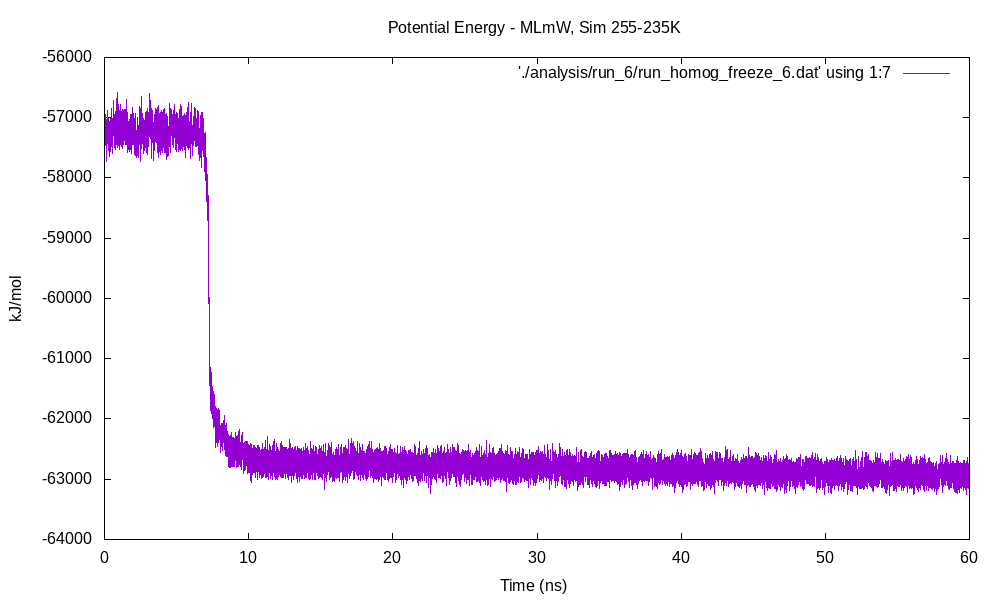 Potential Energy - MLmW, Sim 255-235K
'./analysis/run_6/run_homog_freeze_6.dat' using 1:7
-56000
-57000
-58000
-59000
-60000
-61000
-62000
-63000
-64000
kJ/mol
0 10 20 30 40 50 60
Time (ns)